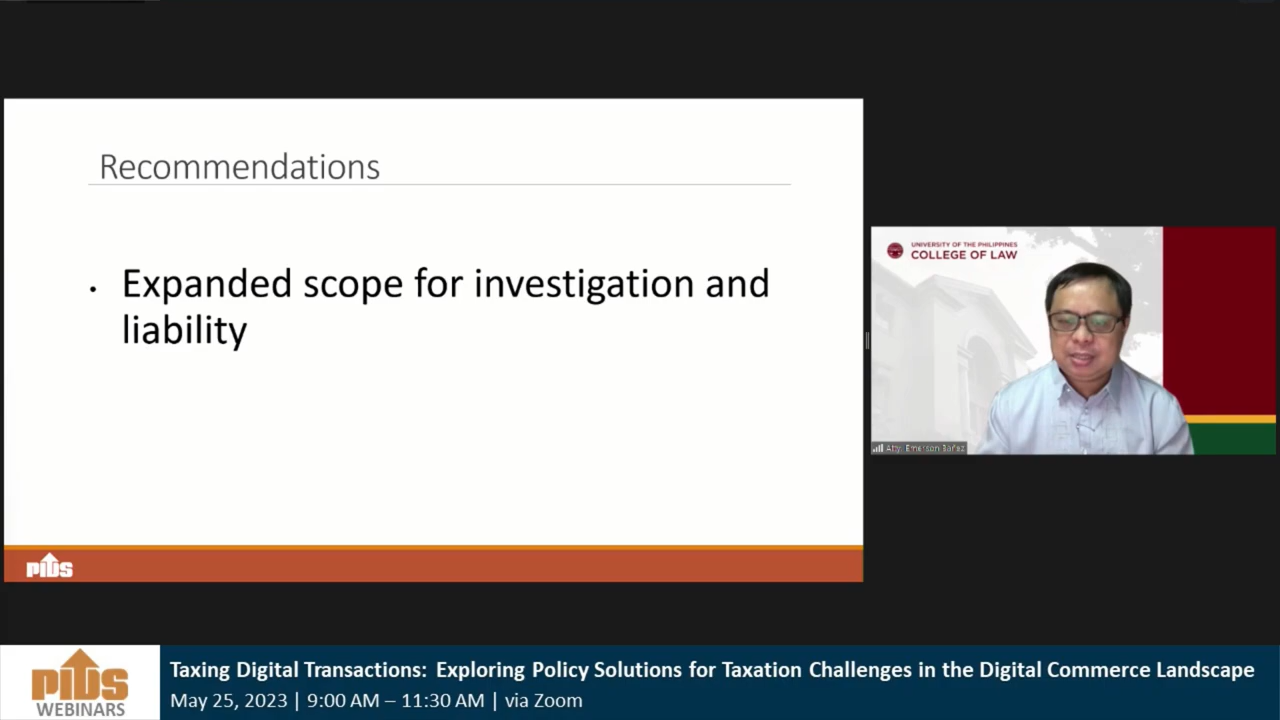 Recommendations
• Expanded scope for investigation and
liability
PIDS
UNIVERSITY OF THE PHILIPPINES
COLLEGE OF LAW
Aty. Emerson Bañez
PIDS
WEBINARS
Taxing Digital Transactions: Exploring Policy Solutions for Taxation Challenges in the Digital Commerce Landscape
May 25, 2023 | 9:00 AM – 11:30 AM | via Zoom